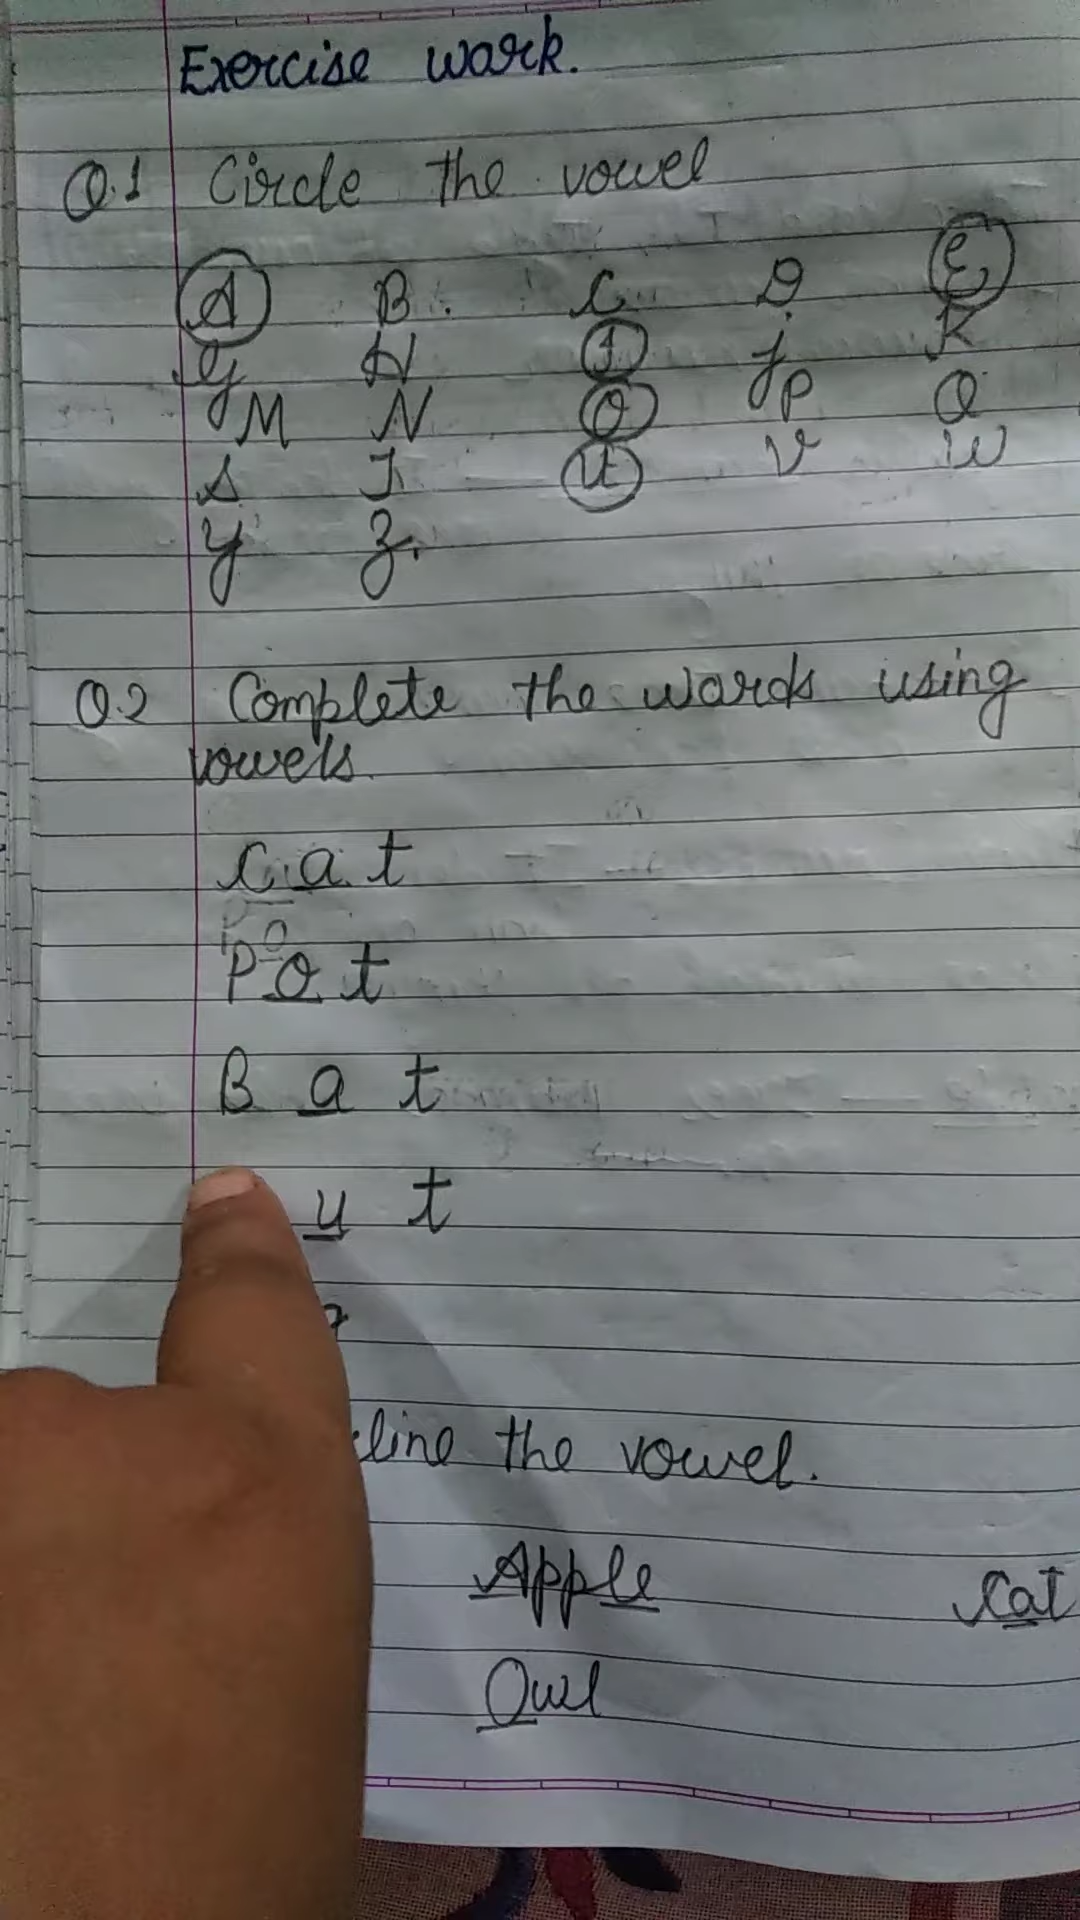 Exercise work.
Q.1 Circle the vowel
A B C D E
G H I J K
M N O P Q
S T U V W
Y Z.
Q.2 Complete the words using
vowels.
C a t
P o t
B a t
u t
line the vowel.
Apple Cat
Owl